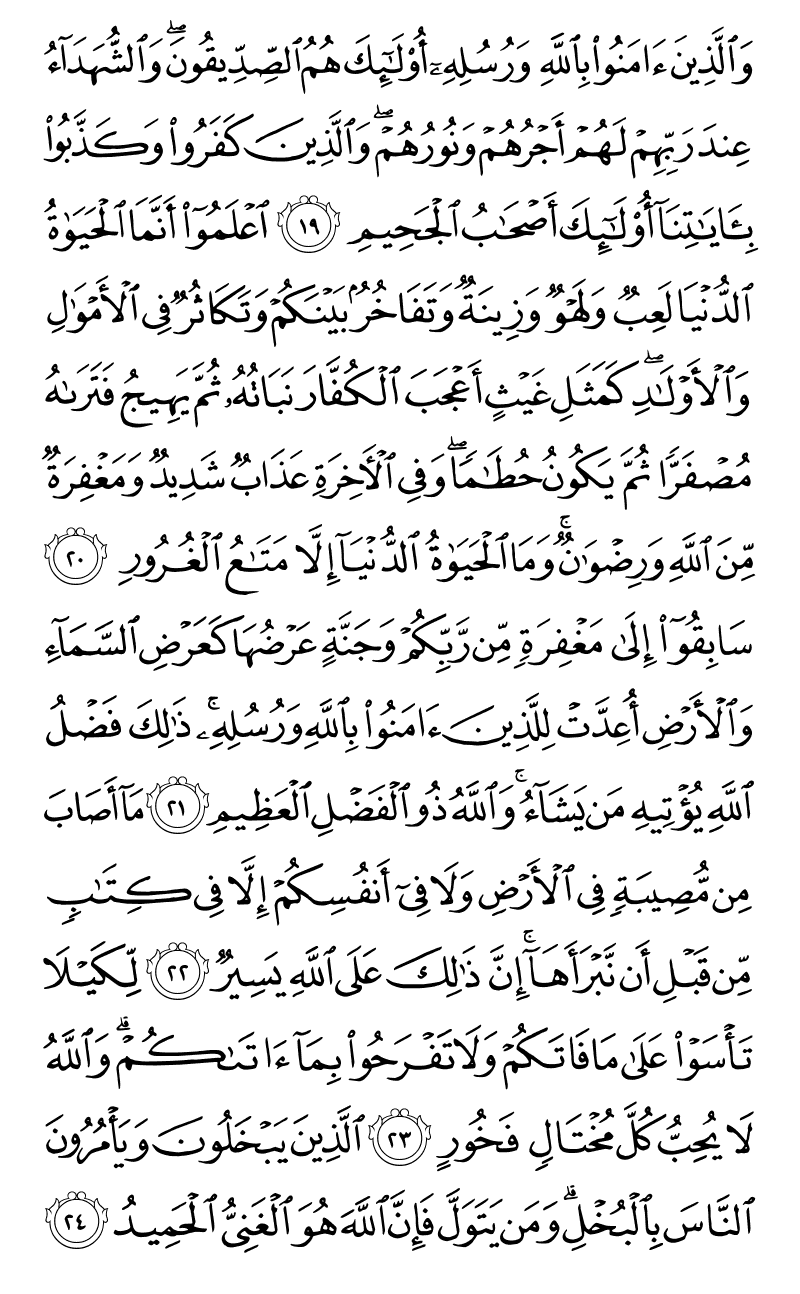 وَٱلَّذِينَ ءَامَنُوا۟ بِٱللَّهِ وَرُسُلِهِۦٓ أُو۟لَـٰٓئِكَ هُمُ ٱلصِّدِّيقُونَ ۖ وَٱلشُّهَدَآءُ
عِندَ رَبِّهِمْ لَهُمْ أَجْرُهُمْ وَنُورُهُمْ ۖ وَٱلَّذِينَ كَفَرُوا۟ وَكَذَّبُوا۟
بِـَٔايَـٰتِنَآ أُو۟لَـٰٓئِكَ أَصْحَـٰبُ ٱلْجَحِيمِ ١٩ ٱعْلَمُوٓا۟ أَنَّمَا ٱلْحَيَوٰةُ
ٱلدُّنْيَا لَعِبٌ وَلَهْوٌ وَزِينَةٌ وَتَفَاخُرٌۢ بَيْنَكُمْ وَتَكَاثُرٌ فِى ٱلْأَمْوَٰلِ
وَٱلْأَوْلَـٰدِ ۖ كَمَثَلِ غَيْثٍ أَعْجَبَ ٱلْكُفَّارَ نَبَاتُهُۥ ثُمَّ يَهِيجُ فَتَرَىٰهُ
مُصْفَرًّا ثُمَّ يَكُونُ حُطَـٰمًا ۖ وَفِى ٱلْـَٔاخِرَةِ عَذَابٌ شَدِيدٌ وَمَغْفِرَةٌ
مِّنَ ٱللَّهِ وَرِضْوَٰنٌ ۚ وَمَا ٱلْحَيَوٰةُ ٱلدُّنْيَآ إِلَّا مَتَـٰعُ ٱلْغُرُورِ ٢٠
سَابِقُوٓا۟ إِلَىٰ مَغْفِرَةٍ مِّن رَّبِّكُمْ وَجَنَّةٍ عَرْضُهَا كَعَرْضِ ٱلسَّمَآءِ
وَٱلْأَرْضِ أُعِدَّتْ لِلَّذِينَ ءَامَنُوا۟ بِٱللَّهِ وَرُسُلِهِۦ ۚ ذَٰلِكَ فَضْلُ
ٱللَّهِ يُؤْتِيهِ مَن يَشَآءُ ۚ وَٱللَّهُ ذُو ٱلْفَضْلِ ٱلْعَظِيمِ ٢١ مَآ أَصَابَ
مِن مُّصِيبَةٍ فِى ٱلْأَرْضِ وَلَا فِىٓ أَنفُسِكُمْ إِلَّا فِى كِتَـٰبٍ
مِّن قَبْلِ أَن نَّبْرَأَهَآ ۚ إِنَّ ذَٰلِكَ عَلَى ٱللَّهِ يَسِيرٌ ٢٢ لِّكَيْلَا
تَأْسَوْا۟ عَلَىٰ مَا فَاتَكُمْ وَلَا تَفْرَحُوا۟ بِمَآ ءَاتَىٰكُمْ ۗ وَٱللَّهُ
لَا يُحِبُّ كُلَّ مُخْتَالٍ فَخُورٍ ٢٣ ٱلَّذِينَ يَبْخَلُونَ وَيَأْمُرُونَ
ٱلنَّاسَ بِٱلْبُخْلِ ۗ وَمَن يَتَوَلَّ فَإِنَّ ٱللَّهَ هُوَ ٱلْغَنِىُّ ٱلْحَمِيدُ ٢٤